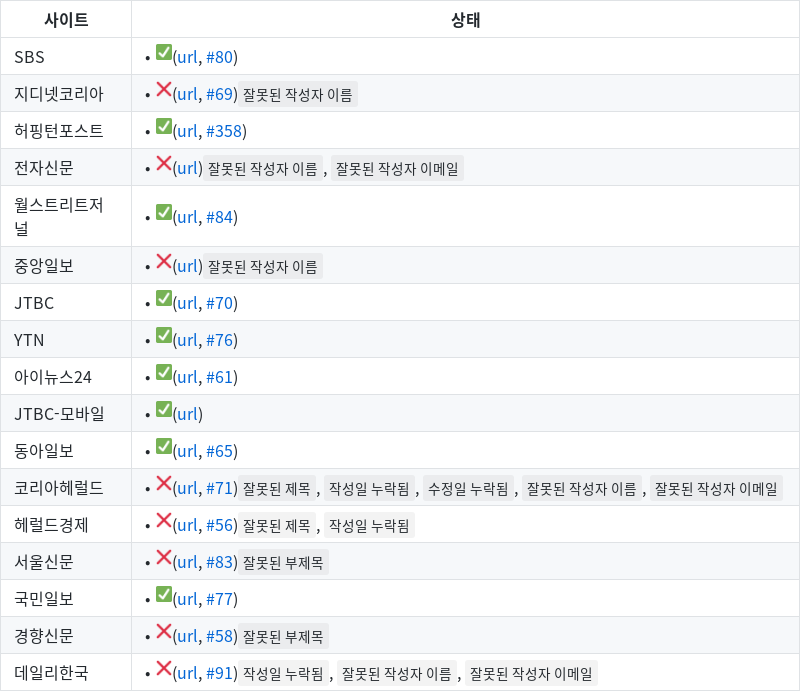 사이트 상태
SBS • ✅(url, #80)
지디넷코리아 • ❌(url, #69) 잘못된 작성자 이름
허핑턴포스트 • ✅(url, #358)
전자신문 • ❌(url) 잘못된 작성자 이름 , 잘못된 작성자 이메일
월스트리트저
널 • ✅(url, #84)
중앙일보 • ❌(url) 잘못된 작성자 이름
JTBC • ✅(url, #70)
YTN • ✅(url, #76)
아이뉴스24 • ✅(url, #61)
JTBC-모바일 • ✅(url)
동아일보 • ✅(url, #65)
코리아헤럴드 • ❌(url, #71) 잘못된 제목 , 작성일 누락됨 , 수정일 누락됨 , 잘못된 작성자 이름 , 잘못된 작성자 이메일
헤럴드경제 • ❌(url, #56) 잘못된 제목 , 작성일 누락됨
서울신문 • ❌(url, #83) 잘못된 부제목
국민일보 • ✅(url, #77)
경향신문 • ❌(url, #58) 잘못된 부제목
데일리한국 • ❌(url, #91) 작성일 누락됨 , 잘못된 작성자 이름 , 잘못된 작성자 이메일